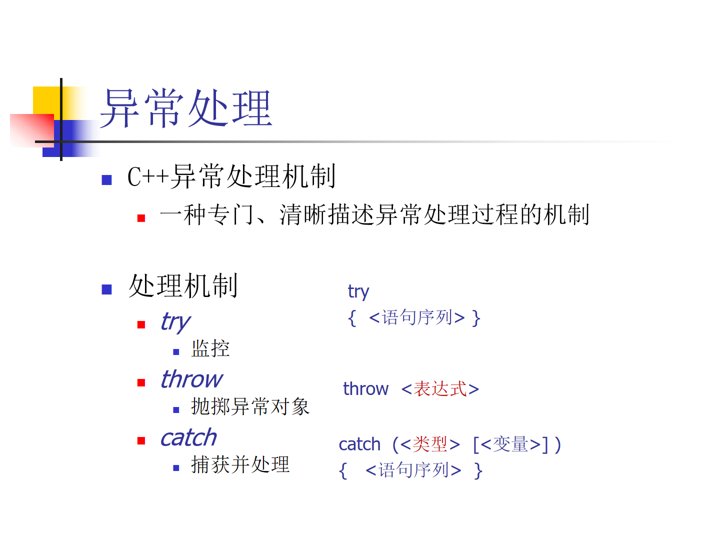 异常处理
C++异常处理机制
一种专门、清晰描述异常处理过程的机制
处理机制
try
监控
throw
抛掷异常对象
catch
捕获并处理
try
{ <语句序列> }
throw <表达式>
catch (<类型> [<变量>] )
{ <语句序列> }